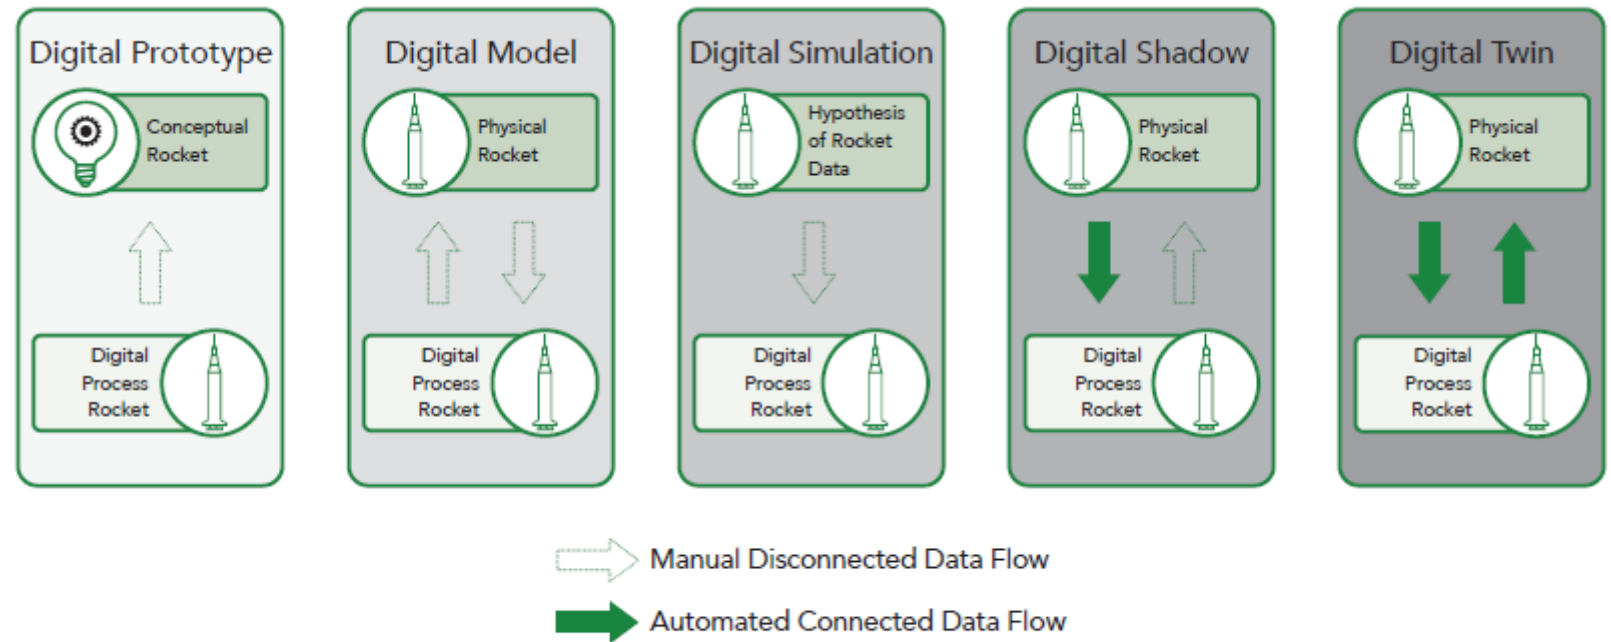 Digital Prototype
Conceptual
Rocket
Digital
Process
Rocket
Digital Model
Physical
Rocket
Digital
Process
Rocket
Digital Simulation
Hypothesis
of Rocket
Data
Digital
Process
Rocket
Digital Shadow
Physical
Rocket
Digital
Process
Rocket
Digital Twin
Physical
Rocket
Digital
Process
Rocket
Manual Disconnected Data Flow
Automated Connected Data Flow